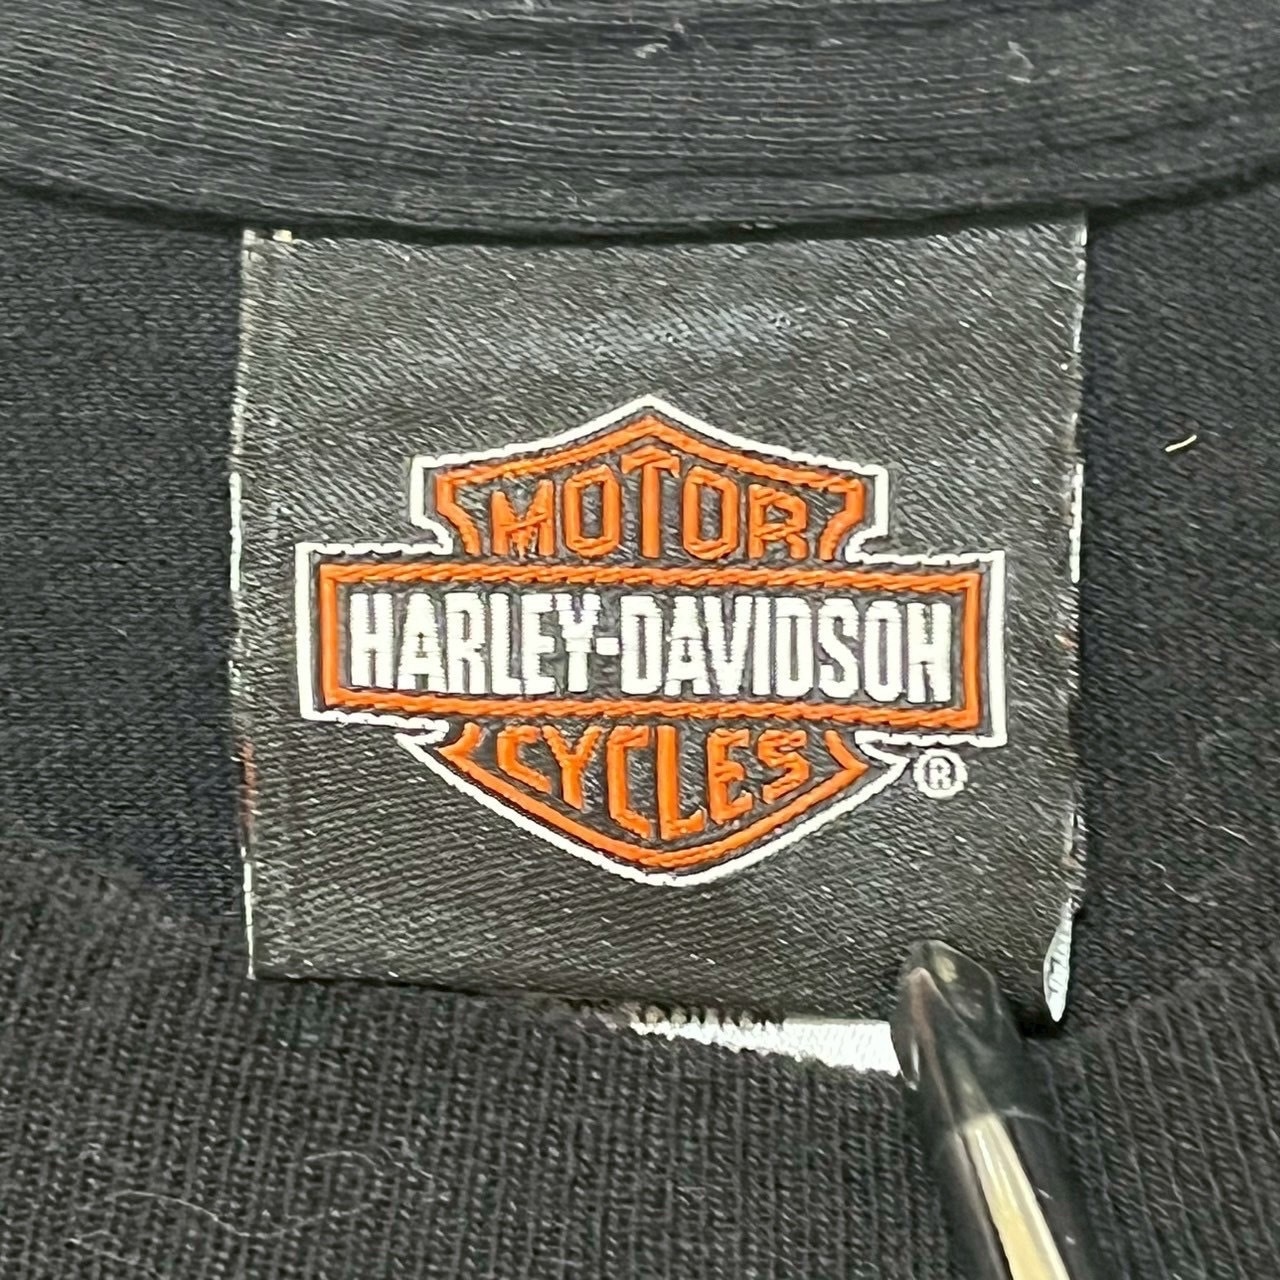 MOTOR
HARLEY-DAVIDSON
CYCLES
®